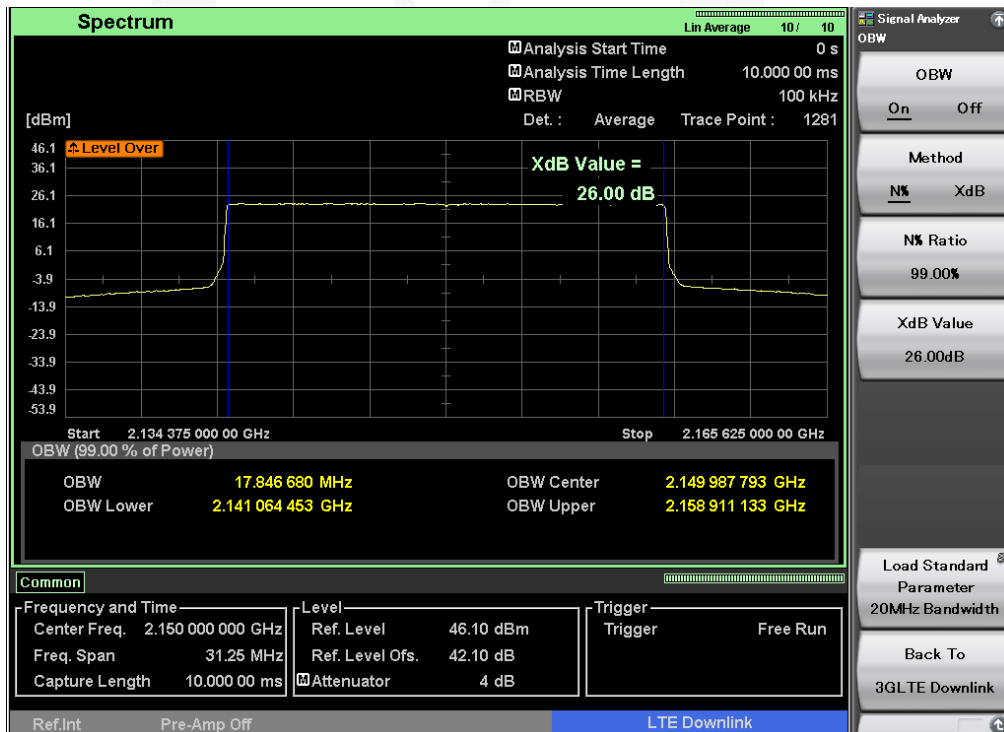 Spectrum
Lin Average 10 / 10
M Analysis Start Time 0 s
M Analysis Time Length 10.000 00 ms
M RBW 100 kHz
[dBm] Det. : Average Trace Point : 1281
Level Over
XdB Value =
26.00 dB
46.1
36.1
26.1
16.1
6.1
-3.9
-13.9
-23.9
-33.9
-43.9
-53.9
Start 2.134 375 000 00 GHz Stop 2.165 625 000 00 GHz
OBW (99.00 % of Power)
OBW 17.846 680 MHz OBW Center 2.149 987 793 GHz
OBW Lower 2.141 064 453 GHz OBW Upper 2.158 911 133 GHz
Common
Frequency and Time
Center Freq. 2.150 000 000 GHz
Freq. Span 31.25 MHz
Capture Length 10.000 00 ms
Level
Ref. Level 46.10 dBm
Ref. Level Ofs. 42.10 dB
M Attenuator 4 dB
Trigger
Trigger Free Run
Ref.Int Pre-Amp Off LTE Downlink
Signal Analyzer
OBW
OBW
On Off
Method
N% XdB
N% Ratio
99.00%
XdB Value
26.00dB
Load Standard
Parameter
20MHz Bandwidth
Back To
3GLTE Downlink